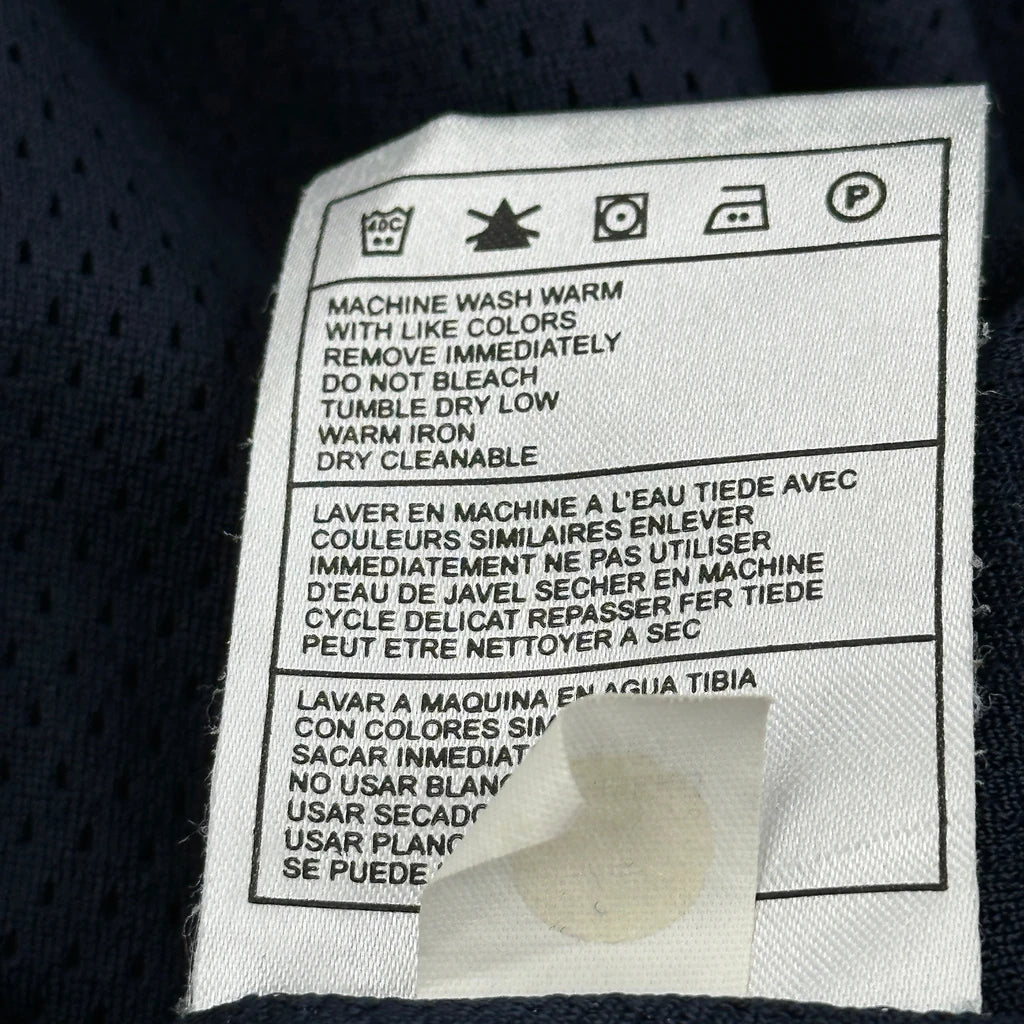 40C
P
MACHINE WASH WARM
WITH LIKE COLORS
REMOVE IMMEDIATELY
DO NOT BLEACH
TUMBLE DRY LOW
WARM IRON
DRY CLEANABLE
LAVER EN MACHINE A L'EAU TIEDE AVEC
COULEURS SIMILAIRES ENLEVER
IMMEDIATEMENT NE PAS UTILISER
D'EAU DE JAVEL SECHER EN MACHINE
CYCLE DELICAT REPASSER FER TIEDE
PEUT ETRE NETTOYER A SEC
LAVAR A MAQUINA EN AGUA TIBIA
CON COLORES
SACAR
NO USAR
USAR
USAR
SE PUEDE